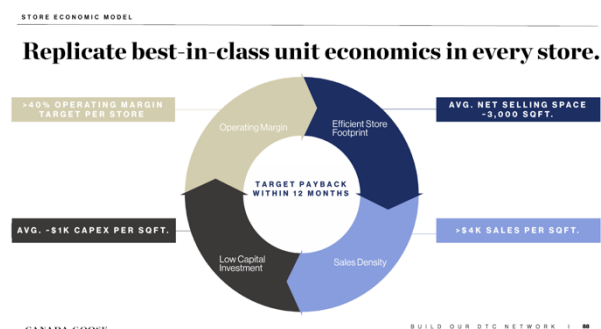 STORE ECONOMIC MODEL
Replicate best-in-class unit economics in every store.
>40% OPERATING MARGIN
TARGET PER STORE
AVG. NET SELLING SPACE
~3,000 SQFT.
Operating Margin
Efficient Store
Footprint
TARGET PAYBACK
WITHIN 12 MONTHS
AVG. ~$1K CAPEX PER SQFT.
>$4K SALES PER SQFT.
Low Capital
Investment
Sales Density
CANADA GOOSE
BUILD OUR DTC NETWORK | 88